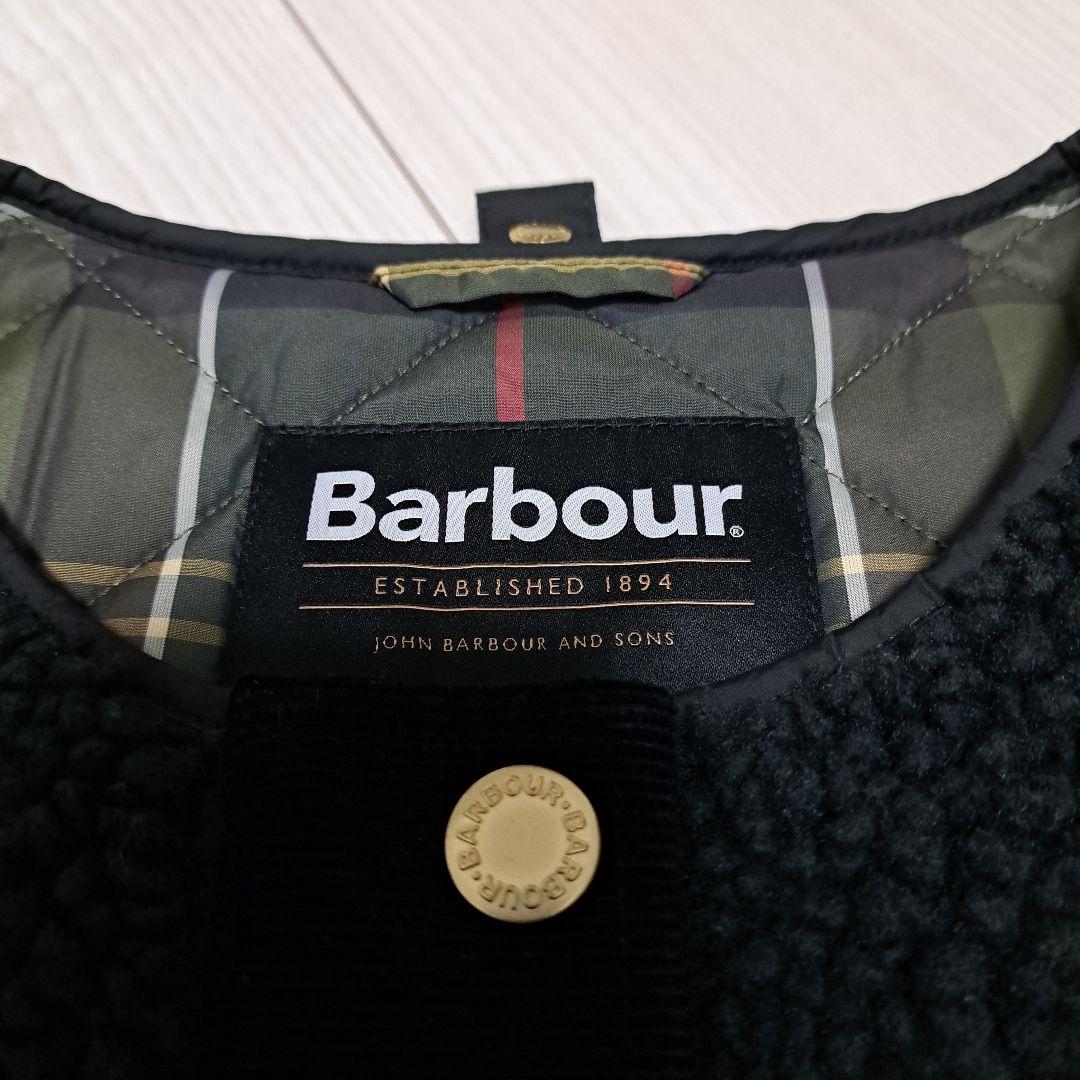 Barbour®
ESTABLISHED 1894
JOHN BARBOUR AND SONS
BARBOUR·BARBOUR·